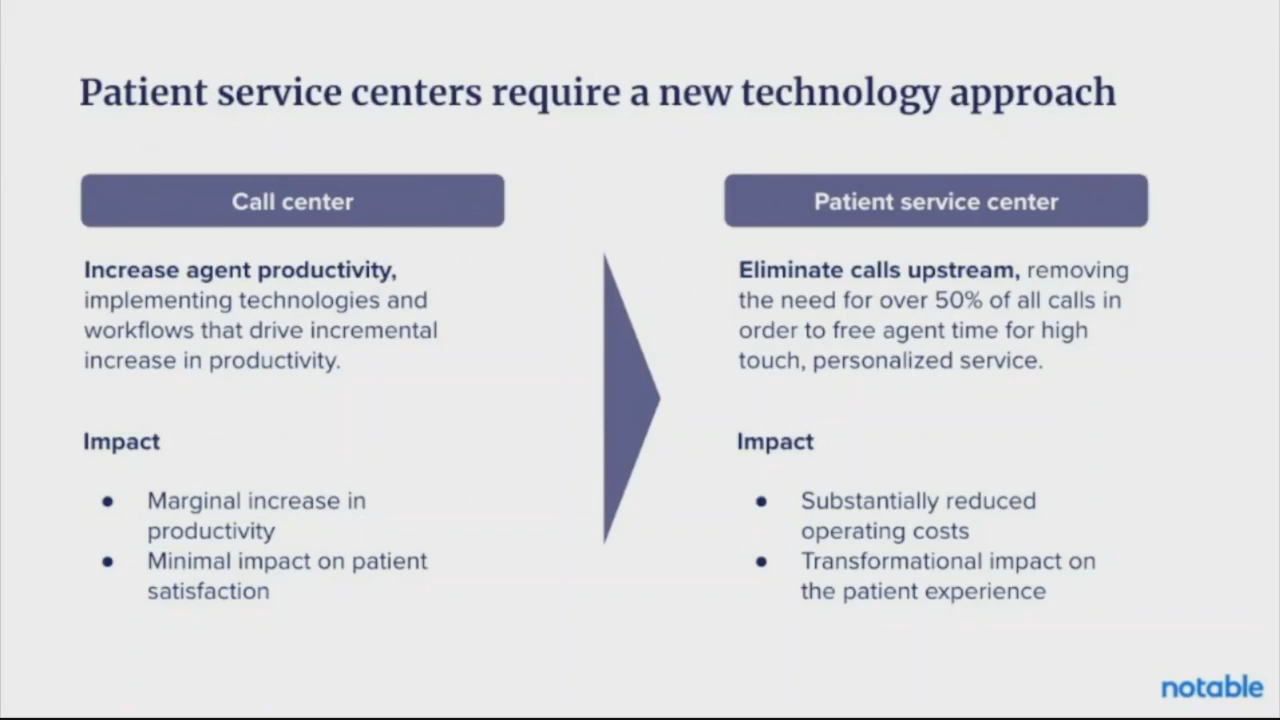 Patient service centers require a new technology approach
Call center
Increase agent productivity,
implementing technologies and
workflows that drive incremental
increase in productivity.
Impact
● Marginal increase in
productivity
● Minimal impact on patient
satisfaction
Patient service center
Eliminate calls upstream, removing
the need for over 50% of all calls in
order to free agent time for high
touch, personalized service.
Impact
● Substantially reduced
operating costs
● Transformational impact on
the patient experience
notable